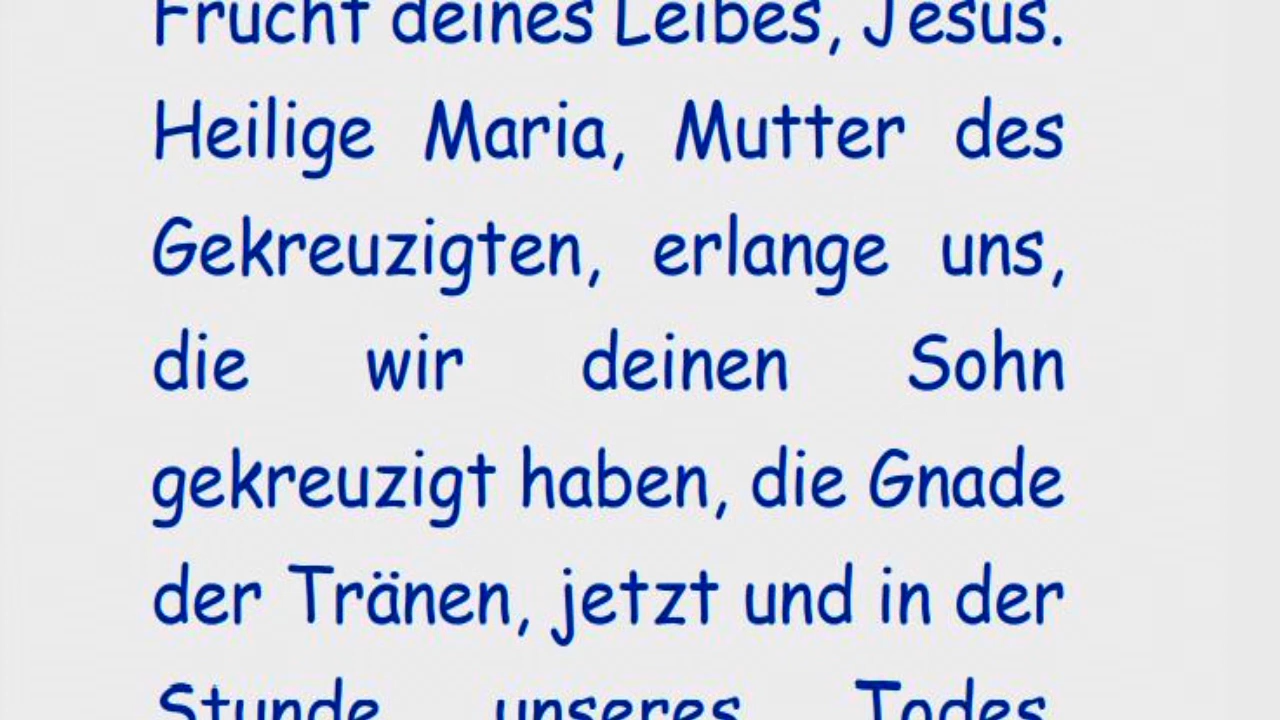 Frucht deines Leibes, Jesus.
Heilige Maria, Mutter des
Gekreuzigten, erlange uns,
die wir deinen Sohn
gekreuzigt haben, die Gnade
der Tränen, jetzt und in der
Stunde unseres Todes.